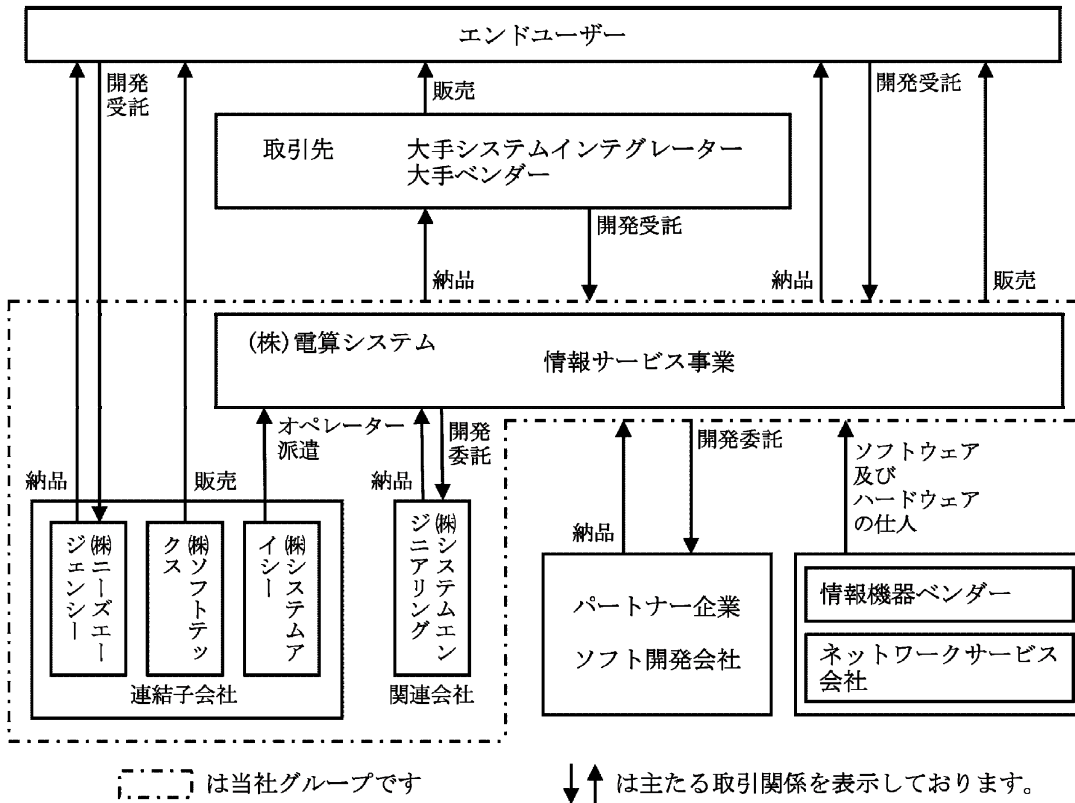 エンドユーザー
開発
受託
販売
開発受託
取引先 大手システムインテグレーター
大手ベンダー
開発受託
納品
納品
販売
(株)電算システム
情報サービス事業
オペレーター
派遣
開発
委託
開発委託
ソフトウェア
及び
ハードウェア
の仕人
納品
販売
納品
納品
㈱ニーズエー
ジェンシー
㈱ソフトテッ
クス
㈱システムア
イシー
連結子会社
㈱システムエン
ジニアリング
関連会社
パートナー企業
ソフト開発会社
情報機器ベンダー
ネットワークサービス
会社
は当社グループです
は主たる取引関係を表示しております。